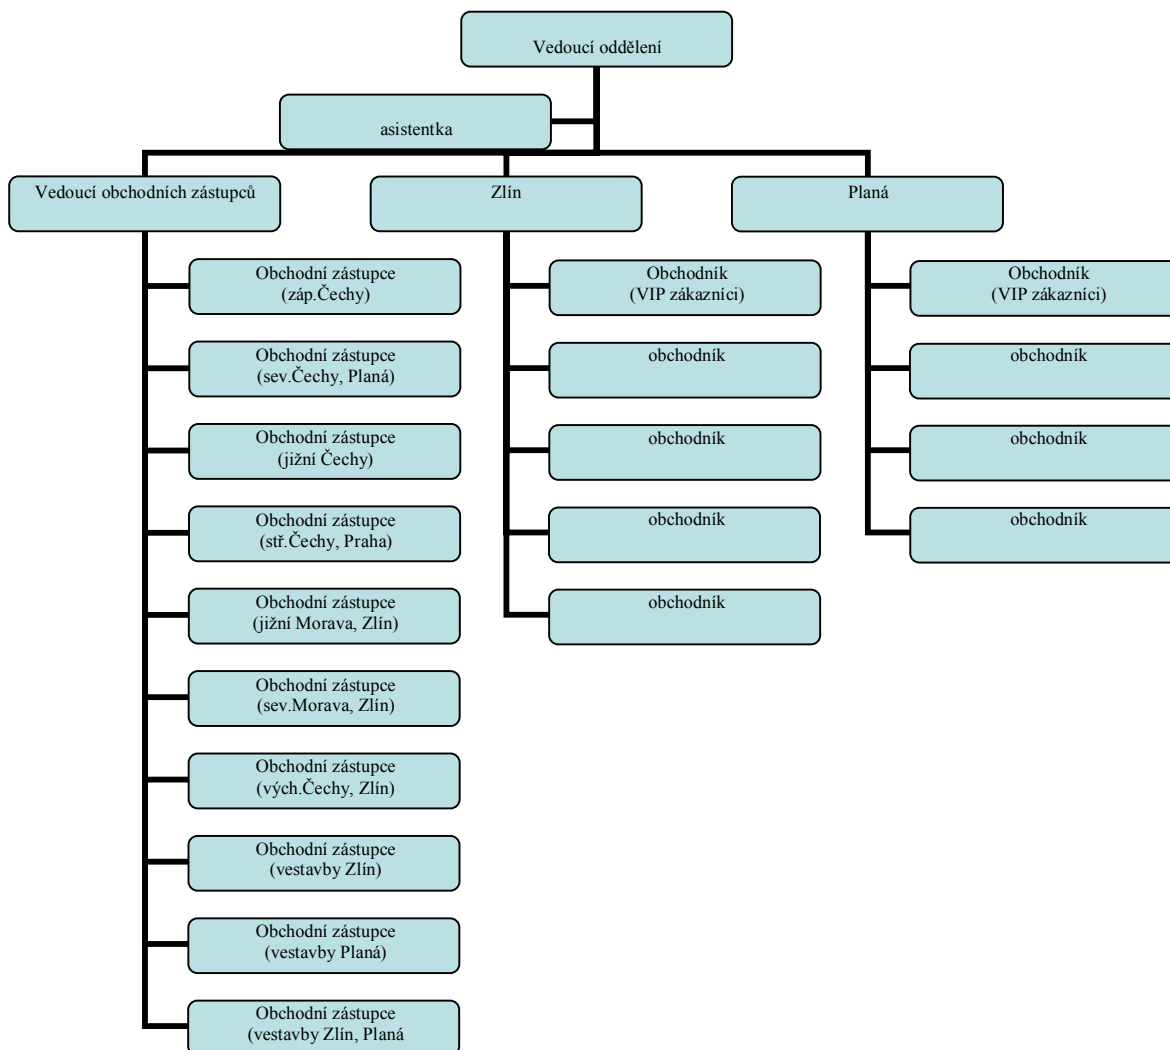 Vedoucí oddělení
asistentka
Vedoucí obchodních zástupců
Zlín
Planá
Obchodní zástupce
(záp.Čechy)
Obchodní zástupce
(sev.Čechy, Planá)
Obchodní zástupce
(jižní Čechy)
Obchodní zástupce
(stř.Čechy, Praha)
Obchodní zástupce
(jižní Morava, Zlín)
Obchodní zástupce
(sev.Morava, Zlín)
Obchodní zástupce
(vých.Čechy, Zlín)
Obchodní zástupce
(vestavby Zlín)
Obchodní zástupce
(vestavby Planá)
Obchodní zástupce
(vestavby Zlín, Planá
Obchodník
(VIP zákazníci)
obchodník
obchodník
obchodník
obchodník
Obchodník
(VIP zákazníci)
obchodník
obchodník
obchodník